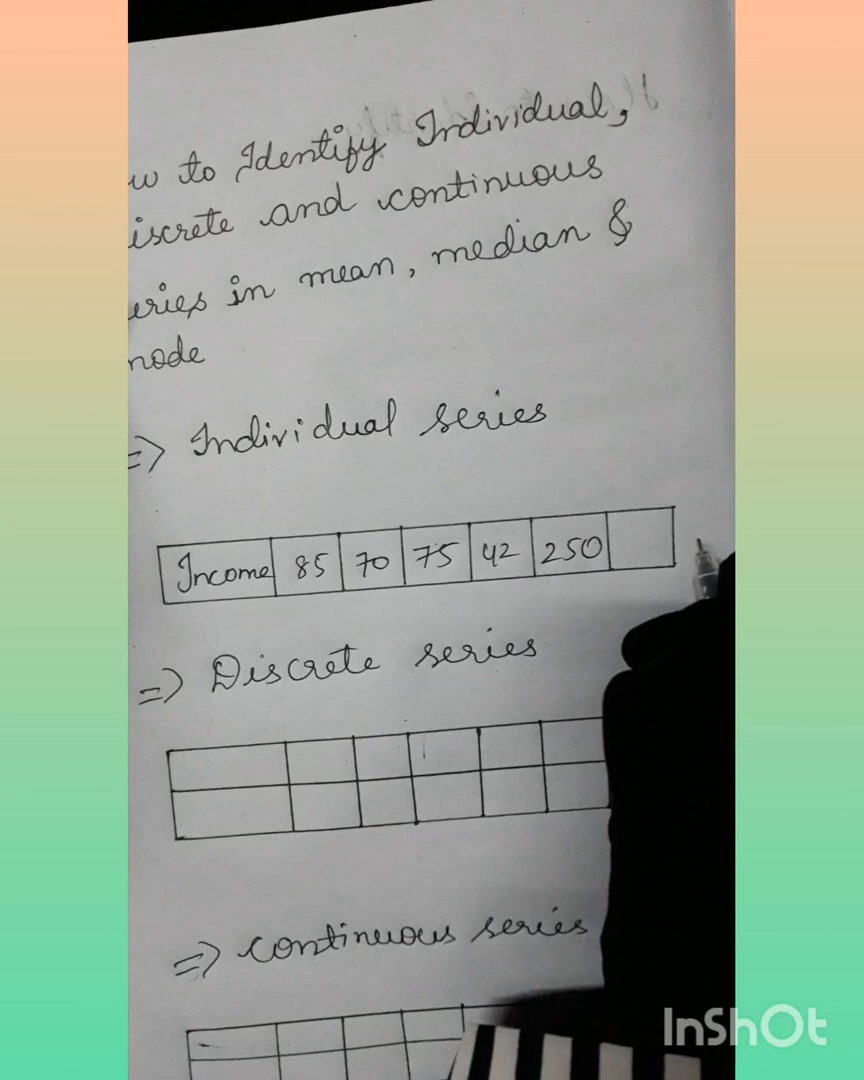 w to Identify Individual,
iscrete and continuous
eries in mean, median &
node
=> Individual series
Income 85 70 75 42 250
=> Discrete series
=> continuous series
InShOt